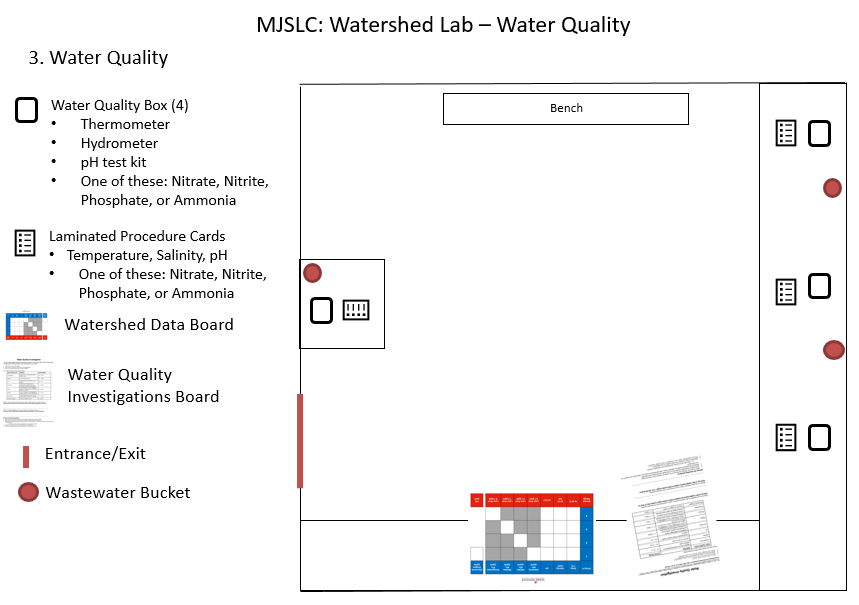 MJSLC: Watershed Lab – Water Quality
3. Water Quality
Water Quality Box (4)
• Thermometer
• Hydrometer
• pH test kit
• One of these: Nitrate, Nitrite,
Phosphate, or Ammonia
Laminated Procedure Cards
• Temperature, Salinity, pH
• One of these: Nitrate, Nitrite,
Phosphate, or Ammonia
Watershed Data Board
Water Quality
Investigations Board
Entrance/Exit
Wastewater Bucket
Bench